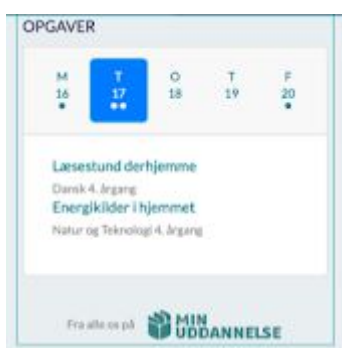 OPGAVER
M T O T F
16 17 18 19 20
Læsestund derhjemme
Dansk 4. årgang
Energikilder i hjemmet
Natur og Teknologi 4. årgang
Fra alle os på MIN UDDANNELSE